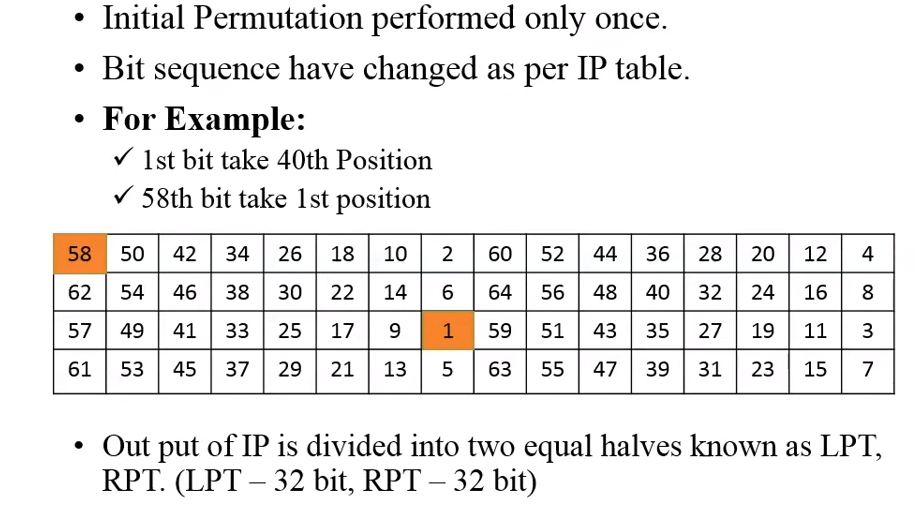 • Initial Permutation performed only once.
• Bit sequence have changed as per IP table.
• For Example:
✓ 1st bit take 40th Position
✓ 58th bit take 1st position
58 50 42 34 26 18 10 2 60 52 44 36 28 20 12 4
62 54 46 38 30 22 14 6 64 56 48 40 32 24 16 8
57 49 41 33 25 17 9 1 59 51 43 35 27 19 11 3
61 53 45 37 29 21 13 5 63 55 47 39 31 23 15 7
• Out put of IP is divided into two equal halves known as LPT,
RPT. (LPT – 32 bit, RPT – 32 bit)